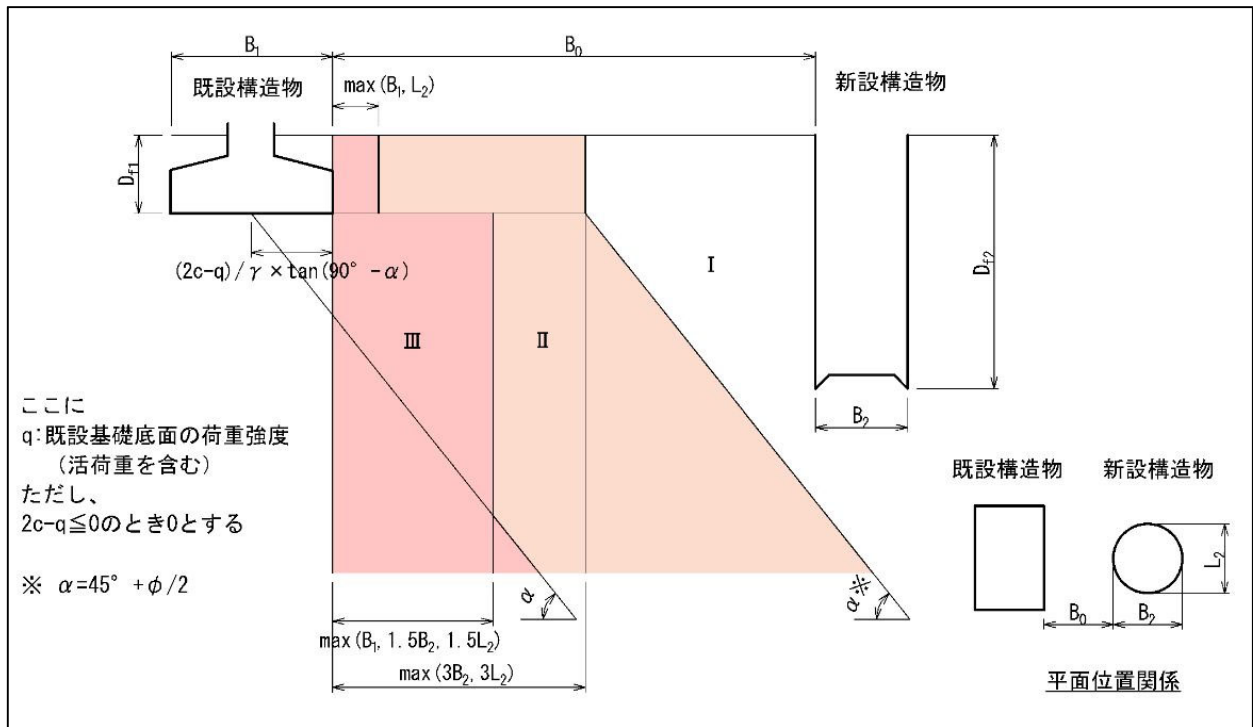 B₁
B₀
既設構造物
max(B₁, L₂)
新設構造物
D_f1
(2c-q)/γ×tan(90°-α)
D_f2
Ⅰ
Ⅲ
Ⅱ
B₂
ここに
q:既設基礎底面の荷重強度
(活荷重を含む)
ただし、
2c-q≦0のとき0とする
※ α=45°+φ/2
α
α※
max(B₁, 1.5B₂, 1.5L₂)
max(3B₂, 3L₂)
既設構造物
新設構造物
L₂
B₀
B₂
平面位置関係